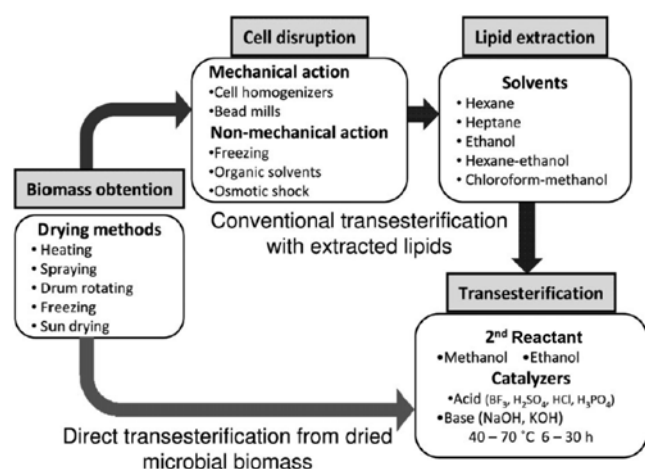 Cell disruption
Mechanical action
•Cell homogenizers
•Bead mills
Non-mechanical action
•Freezing
•Organic solvents
•Osmotic shock
Lipid extraction
Solvents
• Hexane
• Heptane
• Ethanol
• Hexane-ethanol
• Chloroform-methanol
Biomass obtention
Drying methods
• Heating
• Spraying
• Drum rotating
• Freezing
• Sun drying
Conventional transesterification
with extracted lipids
Transesterification
2nd Reactant
•Methanol •Ethanol
Catalyzers
•Acid (BF3, H2SO4, HCl, H3PO4)
•Base (NaOH, KOH)
40 – 70 ˚C 6 – 30 h
Direct transesterification from dried
microbial biomass